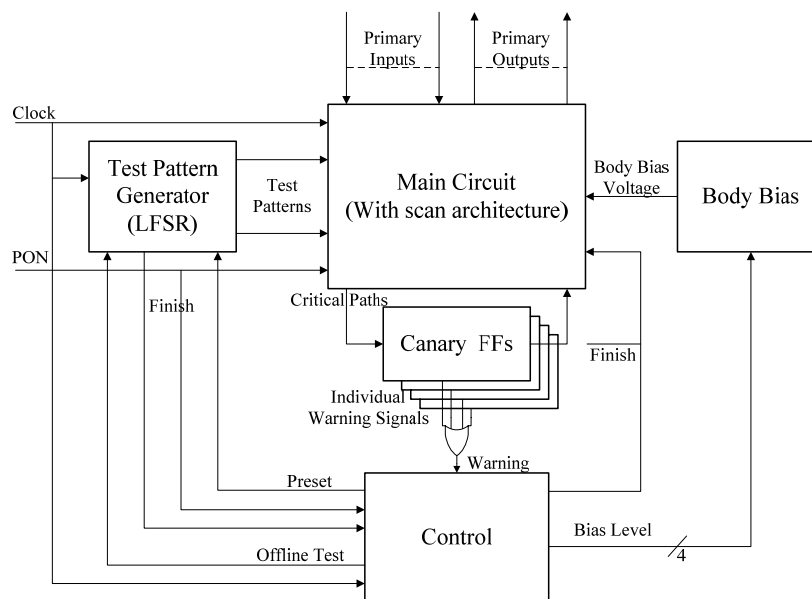 Primary
Inputs
Primary
Outputs
Clock
Test Pattern
Generator
(LFSR)
Test
Patterns
Main Circuit
(With scan architecture)
Body Bias
Voltage
Body Bias
PON
Finish
Critical Paths
Canary FFs
Finish
Individual
Warning Signals
Warning
Preset
Control
Bias Level
4
Offline Test